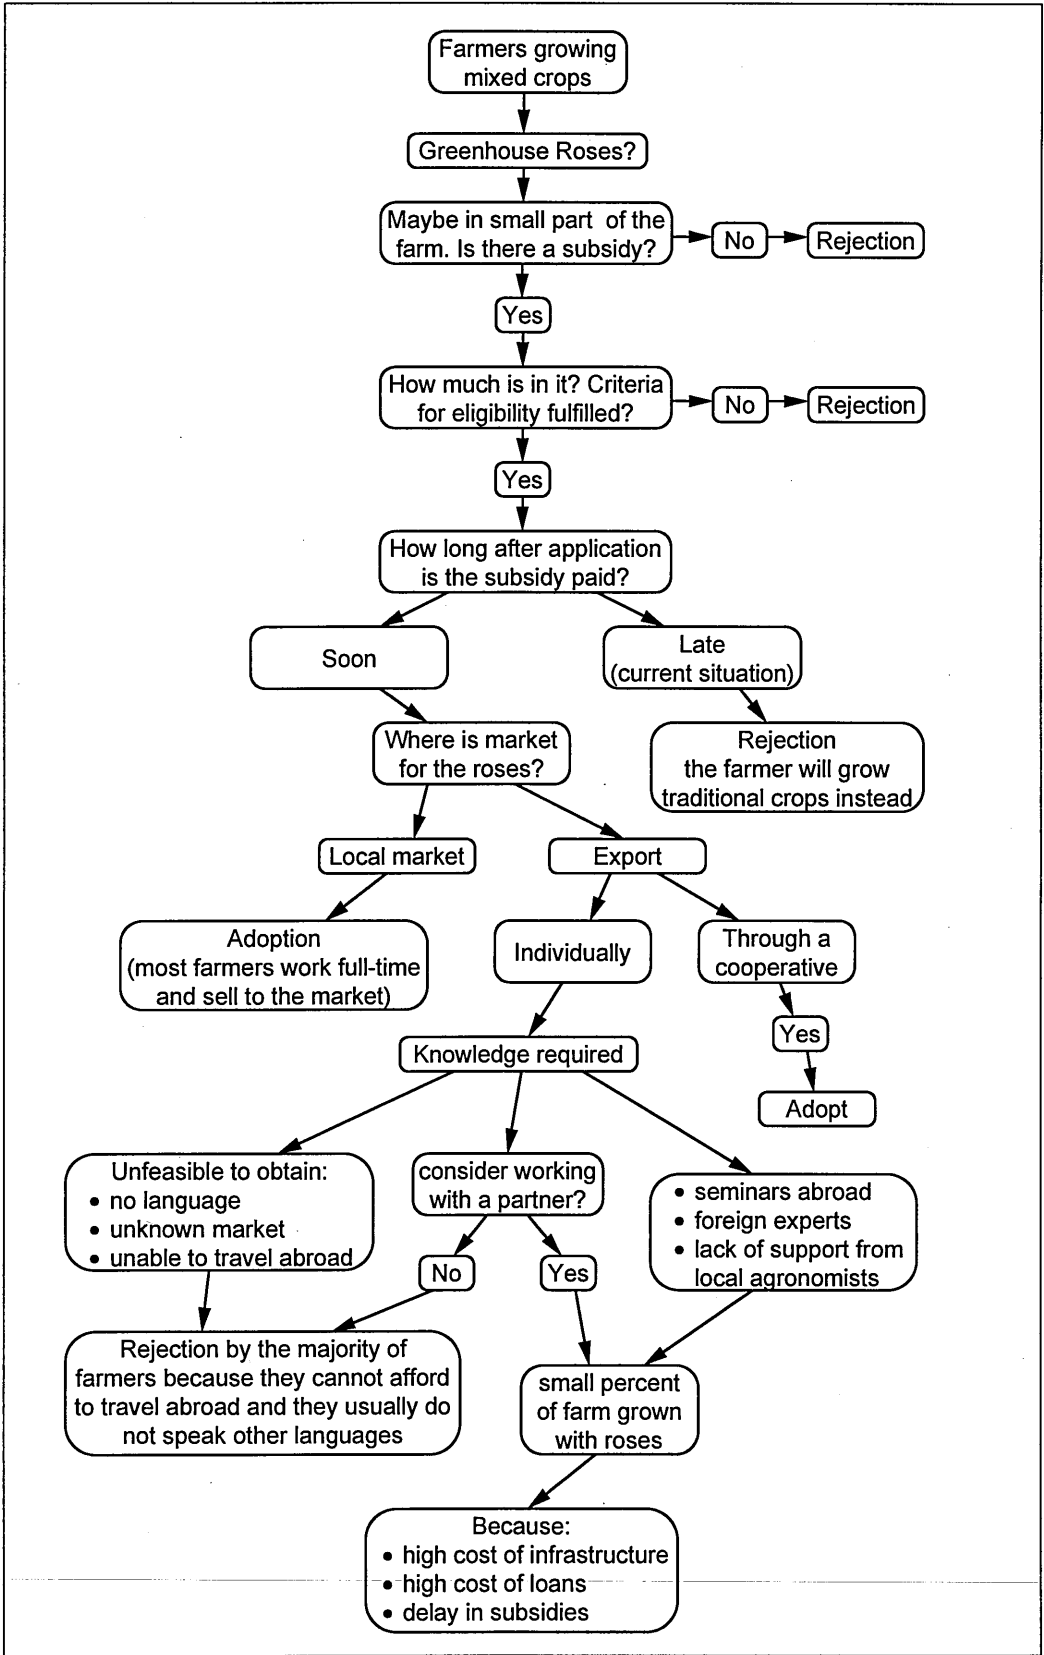 Farmers growing
mixed crops
Greenhouse Roses?
Maybe in small part of the
farm. Is there a subsidy?
No
Rejection
Yes
How much is in it? Criteria
for eligibility fulfilled?
No
Rejection
Yes
How long after application
is the subsidy paid?
Soon
Late
(current situation)
Where is market
for the roses?
Rejection
the farmer will grow
traditional crops instead
Local market
Export
Adoption
(most farmers work full-time
and sell to the market)
Individually
Through a
cooperative
Yes
Knowledge required
Adopt
Unfeasible to obtain:
• no language
• unknown market
• unable to travel abroad
consider working
with a partner?
• seminars abroad
• foreign experts
• lack of support from
local agronomists
No
Yes
Rejection by the majority of
farmers because they cannot afford
to travel abroad and they usually do
not speak other languages
small percent
of farm grown
with roses
Because:
• high cost of infrastructure
• high cost of loans
• delay in subsidies